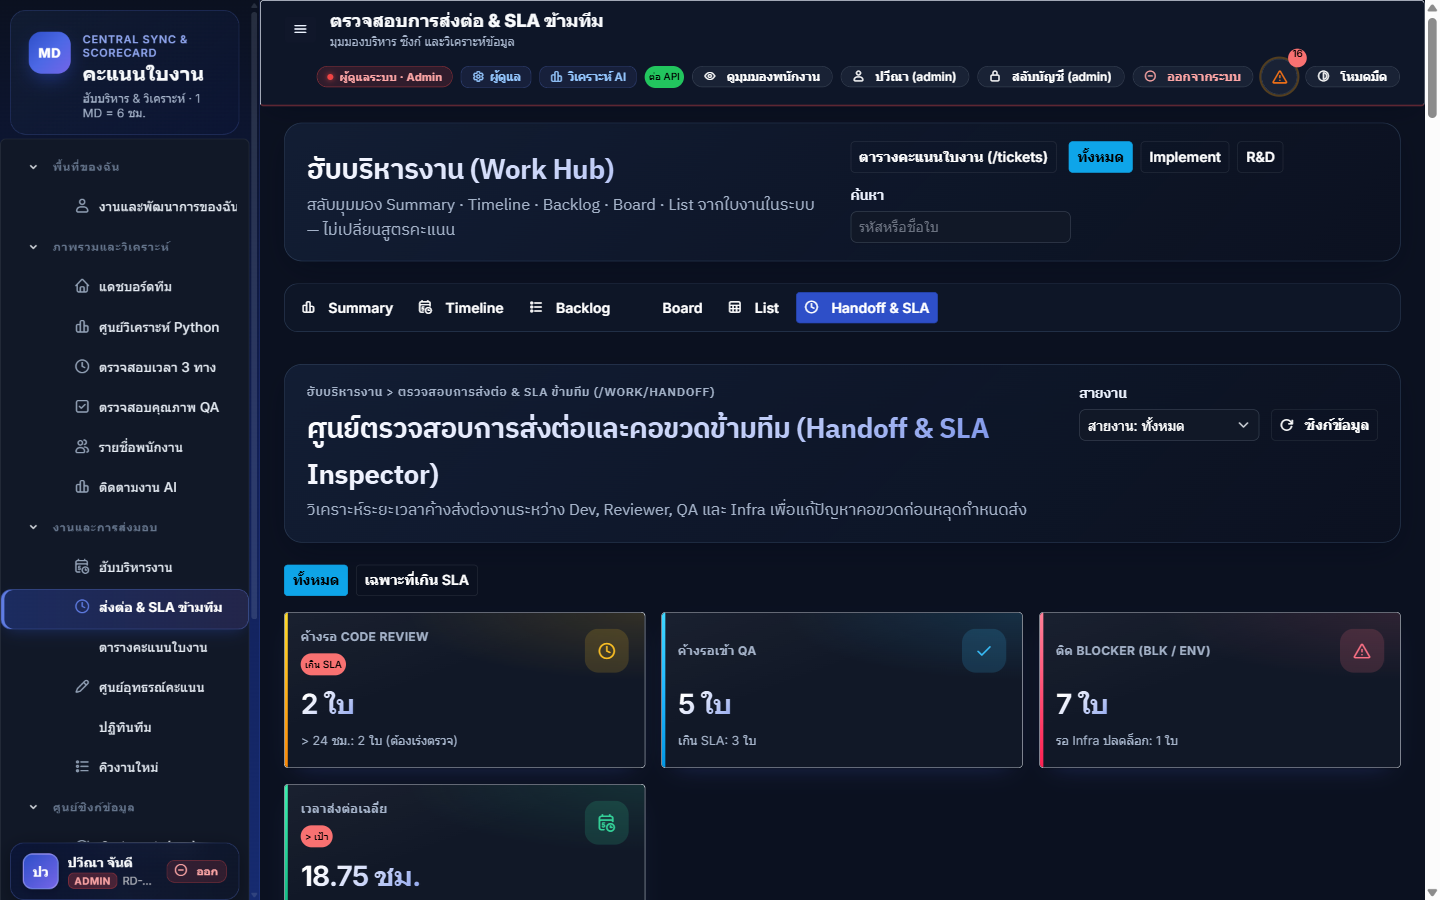 MD
CENTRAL SYNC &
SCORECARD
คะแนนใบงาน
ฮับบริหาร & วิเคราะห์ · 1
MD = 6 ชม.
พื้นที่ของฉัน
งานและพัฒนาการของฉัน
ภาพรวมและวิเคราะห์
แดชบอร์ดทีม
ศูนย์วิเคราะห์ Python
ตรวจสอบเวลา 3 ทาง
ตรวจสอบคุณภาพ QA
รายชื่อพนักงาน
ติดตามงาน AI
งานและการส่งมอบ
ฮับบริหารงาน
ส่งต่อ & SLA ข้ามทีม
ตารางคะแนนใบงาน
ศูนย์อุทธรณ์คะแนน
ปฏิทินทีม
คิวงานใหม่
ศูนย์ซิงก์ข้อมูล
ปว
ปวีณา จันดี
ADMIN RD-...
ออก
ตรวจสอบการส่งต่อ & SLA ข้ามทีม
มุมมองบริหาร ซิงก์ และวิเคราะห์ข้อมูล
ผู้ดูแลระบบ · Admin
ผู้ดูแล
วิเคราะห์ AI
ต่อ API
ดูมุมมองพนักงาน
ปวีณา (admin)
สลับบัญชี (admin)
ออกจากระบบ
16
โหมดมืด
ฮับบริหารงาน (Work Hub)
สลับมุมมอง Summary · Timeline · Backlog · Board · List จากใบงานในระบบ
— ไม่เปลี่ยนสูตรคะแนน
ตารางคะแนนใบงาน (/tickets)
ทั้งหมด
Implement
R&D
ค้นหา
รหัสหรือชื่อใบ
Summary
Timeline
Backlog
Board
List
Handoff & SLA
ฮับบริหารงาน > ตรวจสอบการส่งต่อ & SLA ข้ามทีม (/WORK/HANDOFF)
ศูนย์ตรวจสอบการส่งต่อและคอขวดข้ามทีม (Handoff & SLA
Inspector)
วิเคราะห์ระยะเวลาค้างส่งต่องานระหว่าง Dev, Reviewer, QA และ Infra เพื่อแก้ปัญหาคอขวดก่อนหลุดกำหนดส่ง
สายงาน
สายงาน: ทั้งหมด
ซิงก์ข้อมูล
ทั้งหมด
เฉพาะที่เกิน SLA
ค้างรอ CODE REVIEW
เกิน SLA
2 ใบ
> 24 ชม.: 2 ใบ (ต้องเร่งตรวจ)
ค้างรอเข้า QA
5 ใบ
เกิน SLA: 3 ใบ
ติด BLOCKER (BLK / ENV)
7 ใบ
รอ Infra ปลดล็อก: 1 ใบ
เวลาส่งต่อเฉลี่ย
> เป้า
18.75 ชม.